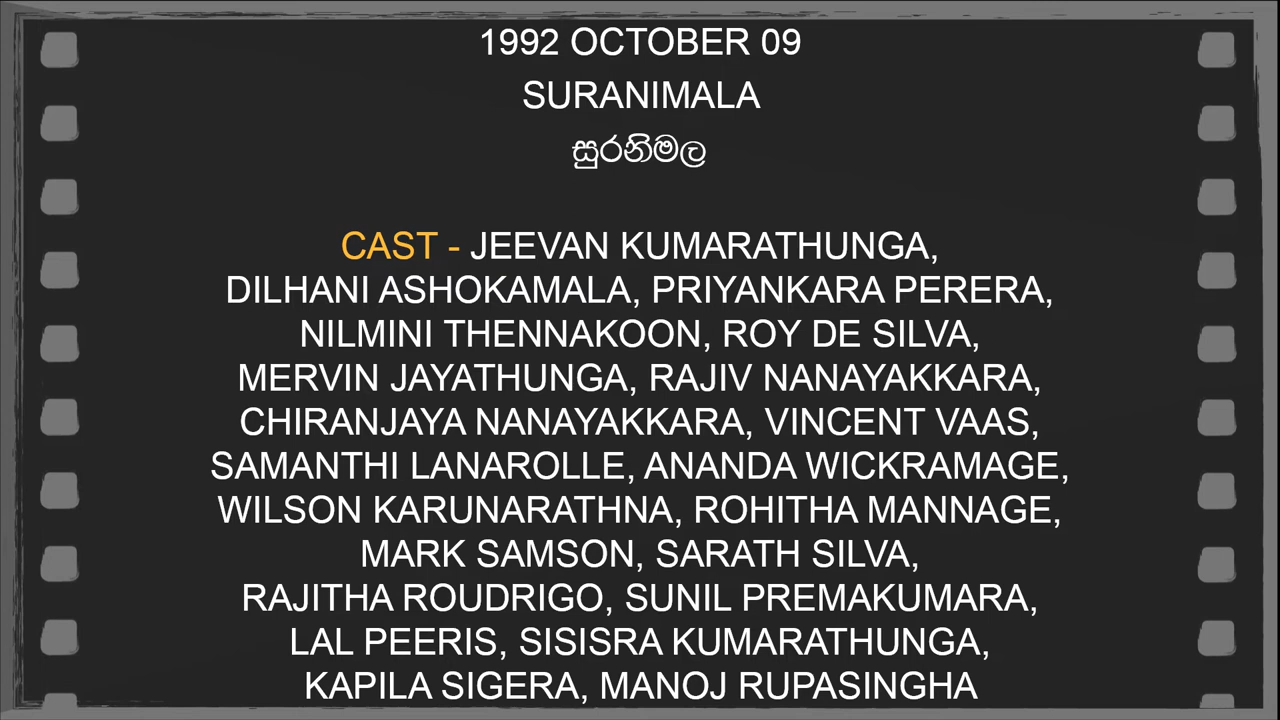 1992 OCTOBER 09
SURANIMALA
සුරනිමල
CAST - JEEVAN KUMARATHUNGA,
DILHANI ASHOKAMALA, PRIYANKARA PERERA,
NILMINI THENNAKOON, ROY DE SILVA,
MERVIN JAYATHUNGA, RAJIV NANAYAKKARA,
CHIRANJAYA NANAYAKKARA, VINCENT VAAS,
SAMANTHI LANAROLLE, ANANDA WICKRAMAGE,
WILSON KARUNARATHNA, ROHITHA MANNAGE,
MARK SAMSON, SARATH SILVA,
RAJITHA ROUDRIGO, SUNIL PREMAKUMARA,
LAL PEERIS, SISISRA KUMARATHUNGA,
KAPILA SIGERA, MANOJ RUPASINGHA